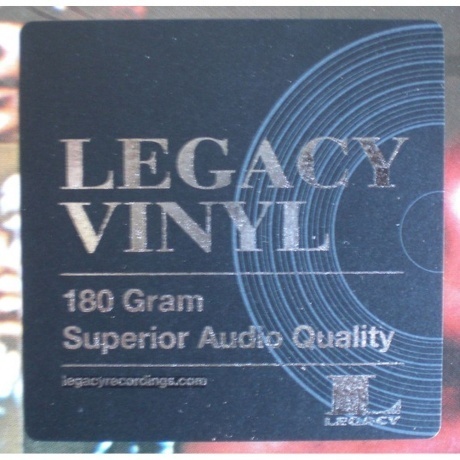 LEGACY
VINYL
180 Gram
Superior Audio Quality
legacyrecordings.com
L
LEGACY